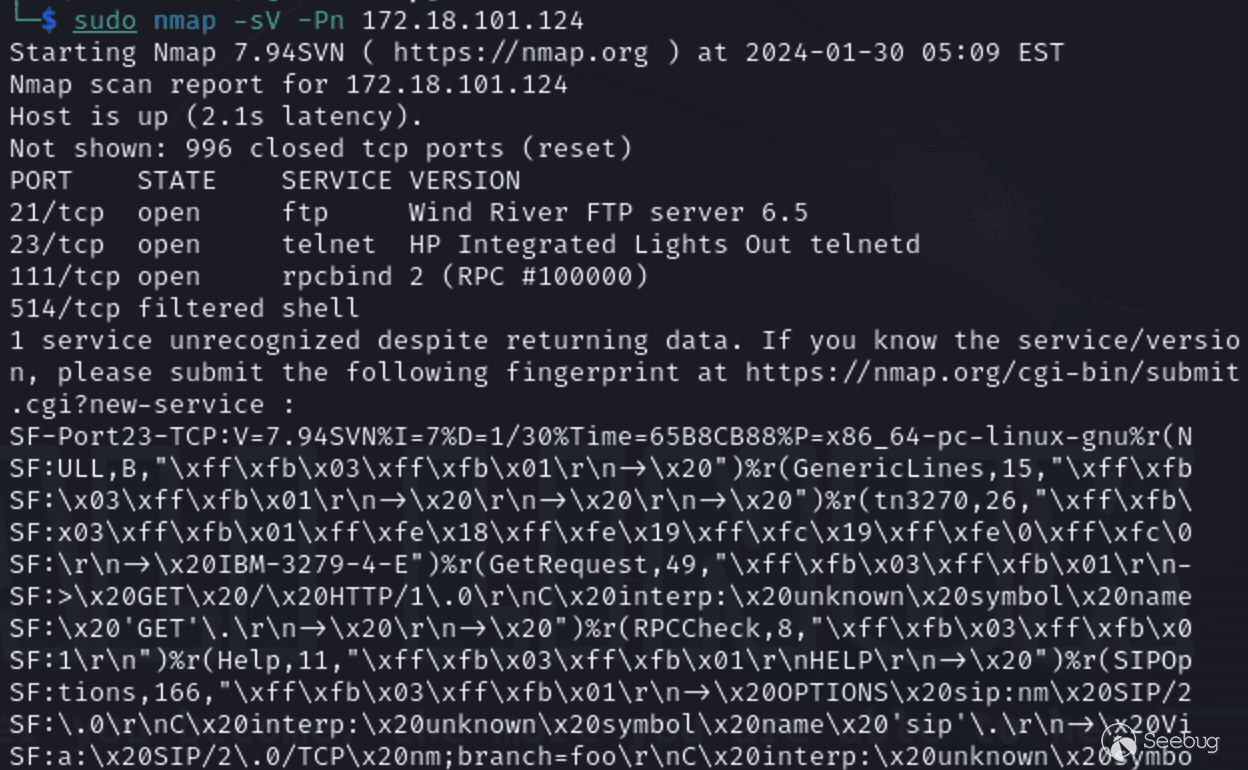 └─$ sudo nmap -sV -Pn 172.18.101.124
Starting Nmap 7.94SVN ( https://nmap.org ) at 2024-01-30 05:09 EST
Nmap scan report for 172.18.101.124
Host is up (2.1s latency).
Not shown: 996 closed tcp ports (reset)
PORT    STATE    SERVICE VERSION
21/tcp  open     ftp     Wind River FTP server 6.5
23/tcp  open     telnet  HP Integrated Lights Out telnetd
111/tcp open     rpcbind 2 (RPC #100000)
514/tcp filtered shell
1 service unrecognized despite returning data. If you know the service/versio
n, please submit the following fingerprint at https://nmap.org/cgi-bin/submit
.cgi?new-service :
SF-Port23-TCP:V=7.94SVN%I=7%D=1/30%Time=65B8CB88%P=x86_64-pc-linux-gnu%r(N
SF:ULL,B,"\xff\xfb\x03\xff\xfb\x01\r\n→\x20")%r(GenericLines,15,"\xff\xfb
SF:\x03\xff\xfb\x01\r\n→\x20\r\n→\x20\r\n→\x20")%r(tn3270,26,"\xff\xfb\
SF:x03\xff\xfb\x01\xff\xfe\x18\xff\xfe\x19\xff\xfc\x19\xff\xfe\0\xff\xfc\0
SF:\r\n→\x20IBM-3279-4-E")%r(GetRequest,49,"\xff\xfb\x03\xff\xfb\x01\r\n-
SF:>\x20GET\x20/\x20HTTP/1\.0\r\nC\x20interp:\x20unknown\x20symbol\x20name
SF:\x20'GET'\.\r\n→\x20\r\n→\x20")%r(RPCCheck,8,"\xff\xfb\x03\xff\xfb\x0
SF:1\r\n")%r(Help,11,"\xff\xfb\x03\xff\xfb\x01\r\nHELP\r\n→\x20")%r(SIPOp
SF:tions,166,"\xff\xfb\x03\xff\xfb\x01\r\n→\x20OPTIONS\x20sip:nm\x20SIP/2
SF:\.0\r\nC\x20interp:\x20unknown\x20symbol\x20name\x20'sip'\.\r\n→\x20Vi
SF:a:\x20SIP/2\.0/TCP\x20nm;branch=foo\r\nC\x20interp:\x20unknown\x20symbo
Seebug